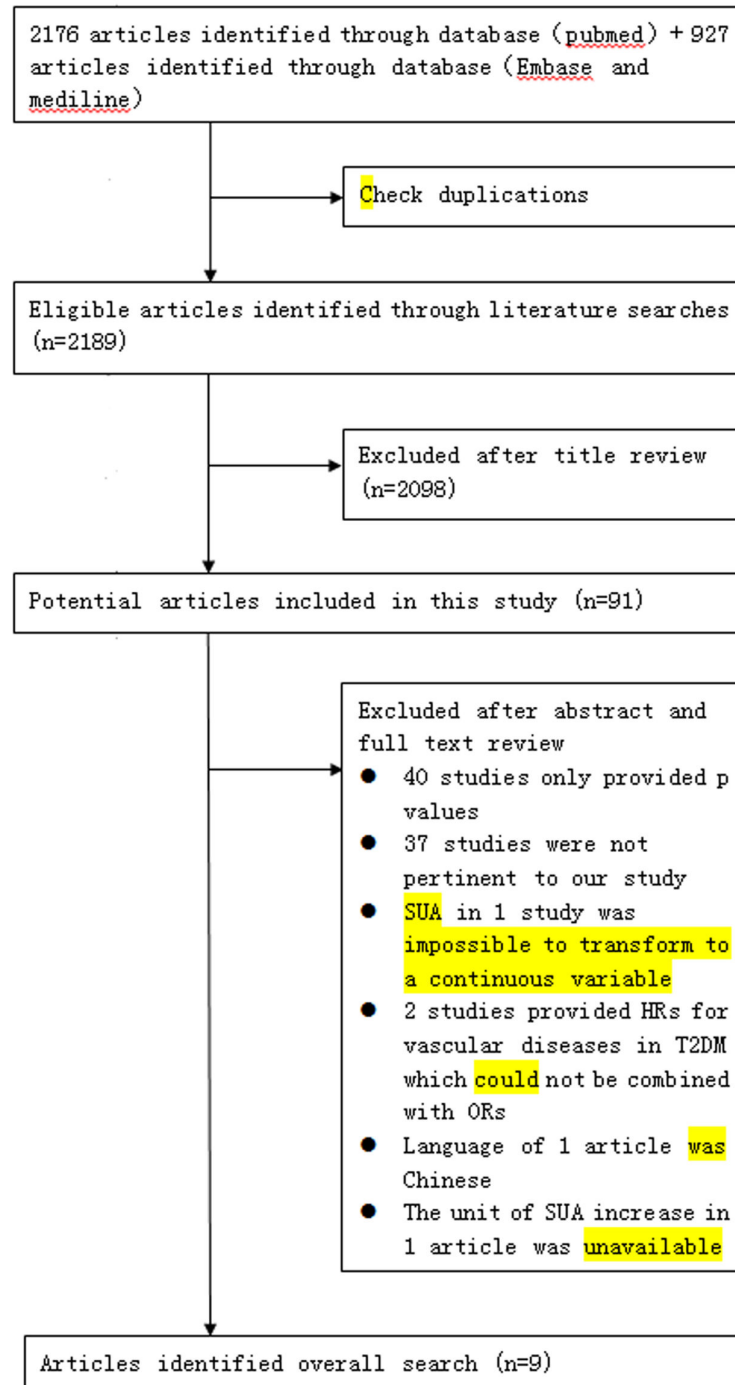 2176 articles identified through database (pubmed) + 927
articles identified through database (Embase and
mediline)
Check duplications
Eligible articles identified through literature searches
(n=2189)
Excluded after title review
(n=2098)
Potential articles included in this study (n=91)
Excluded after abstract and
full text review
● 40 studies only provided p
values
● 37 studies were not
pertinent to our study
● SUA in 1 study was
impossible to transform to
a continuous variable
● 2 studies provided HRs for
vascular diseases in T2DM
which could not be combined
with ORs
● Language of 1 article was
Chinese
● The unit of SUA increase in
1 article was unavailable
Articles identified overall search (n=9)